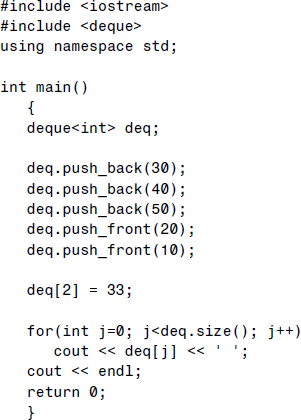 #include <iostream>
#include <deque>
using namespace std;

int main()
   {
   deque<int> deq;

   deq.push_back(30);
   deq.push_back(40);
   deq.push_back(50);
   deq.push_front(20);
   deq.push_front(10);

   deq[2] = 33;

   for(int j=0; j<deq.size(); j++)
      cout << deq[j] << ' ';
   cout << endl;
   return 0;
   }